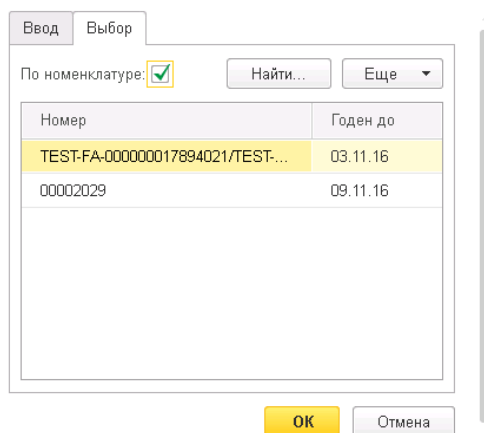 Ввод Выбор
По номенклатуре: Найти... Еще
Номер Годен до
TEST-FA-000000017894021/TEST-... 03.11.16
00002029 09.11.16
ОК Отмена